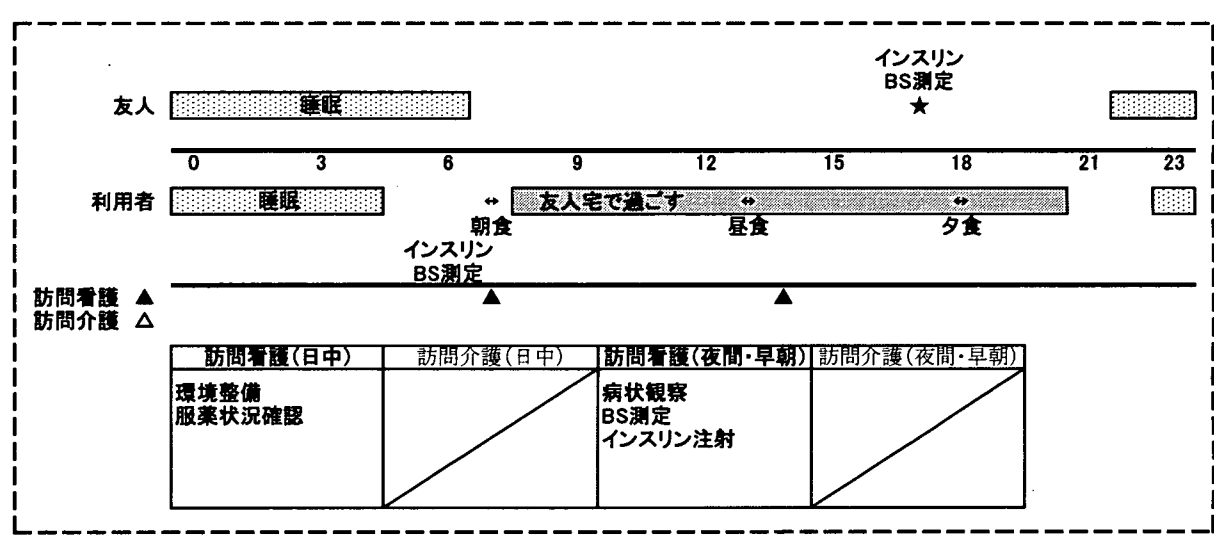 インスリン
BS測定
★
友人
睡眠
0 3 6 9 12 15 18 21 23
利用者
睡眠
友人宅で過ごす
朝食
昼食
夕食
インスリン
BS測定
訪問看護 ▲
訪問介護 △
訪問看護(日中) 訪問介護(日中) 訪問看護(夜間・早朝) 訪問介護(夜間・早朝)
環境整備
服薬状況確認
病状観察
BS測定
インスリン注射